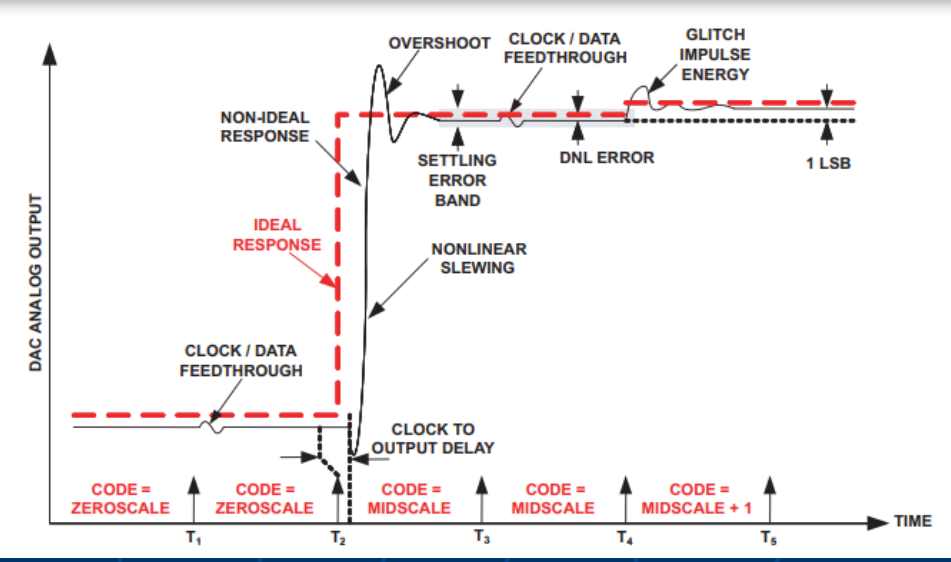 OVERSHOOT
CLOCK / DATA
FEEDTHROUGH
GLITCH
IMPULSE
ENERGY
NON-IDEAL
RESPONSE
SETTLING
ERROR
BAND
DNL ERROR
1 LSB
IDEAL
RESPONSE
NONLINEAR
SLEWING
DAC ANALOG OUTPUT
CLOCK / DATA
FEEDTHROUGH
CLOCK TO
OUTPUT DELAY
CODE =
ZEROSCALE
CODE =
ZEROSCALE
CODE =
MIDSCALE
CODE =
MIDSCALE
CODE =
MIDSCALE + 1
TIME
T1
T2
T3
T4
T5